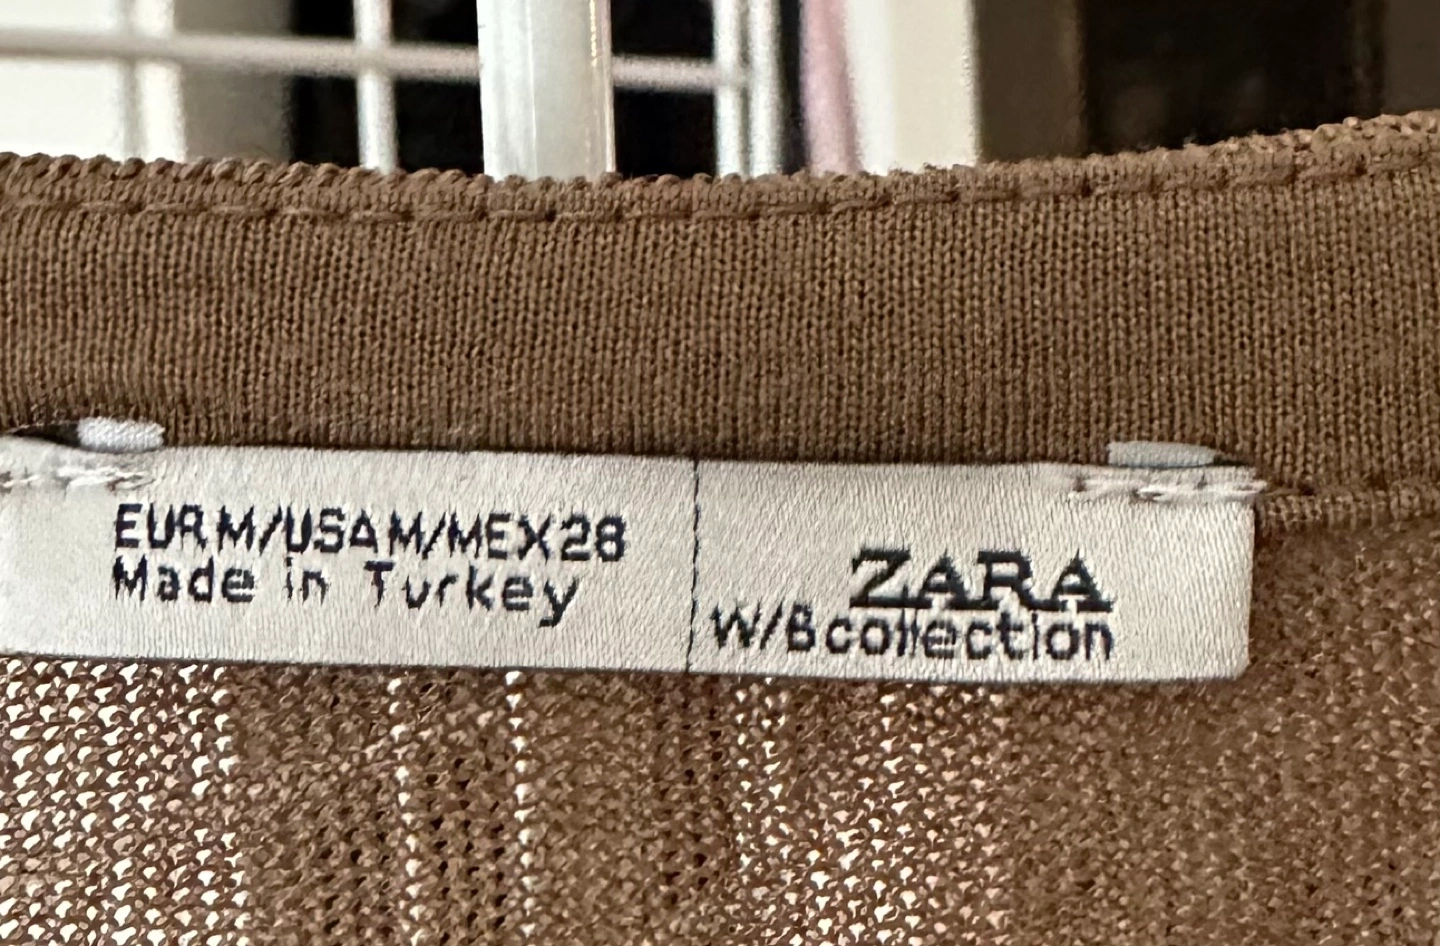 EUR M/USA M/MEX 28
Made in Turkey
ZARA
W/B collection